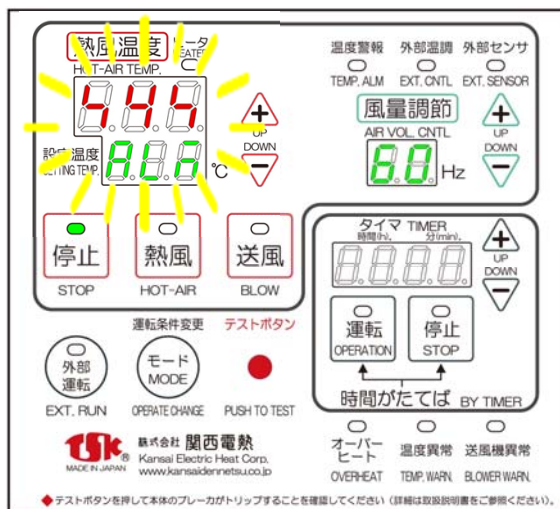 熱風温度 ヒータ
HOT-AIR TEMP. HEATER
温度警報 外部温調 外部センサ
TEMP. ALM EXT. CNTL EXT. SENSOR
+
UP
設定温度
SETTING TEMP.
ALn ℃
DOWN
−
風量調節
AIR VOL. CNTL
60 Hz
+
UP
DOWN
−
停止 熱風 送風
STOP HOT-AIR BLOW
タイマ TIMER
時間(h). 分(min).
+
UP
DOWN
−
運転 停止
OPERATION STOP
時間がたてば BY TIMER
運転条件変更 テストボタン
外部
運転
モード
MODE
EXT. RUN OPERATE CHANGE PUSH TO TEST
オーバー
ヒート
温度異常 送風機異常
OVERHEAT TEMP. WARN. BLOWER WARN.
TSK ®
MADE IN JAPAN
株式会社 関西電熱
Kansai Electric Heat Corp.
www.kansaidennetsu.co.jp
◆テストボタンを押して本体のブレーカがトリップすることを確認してください（詳細は取扱説明書をご参照ください）。